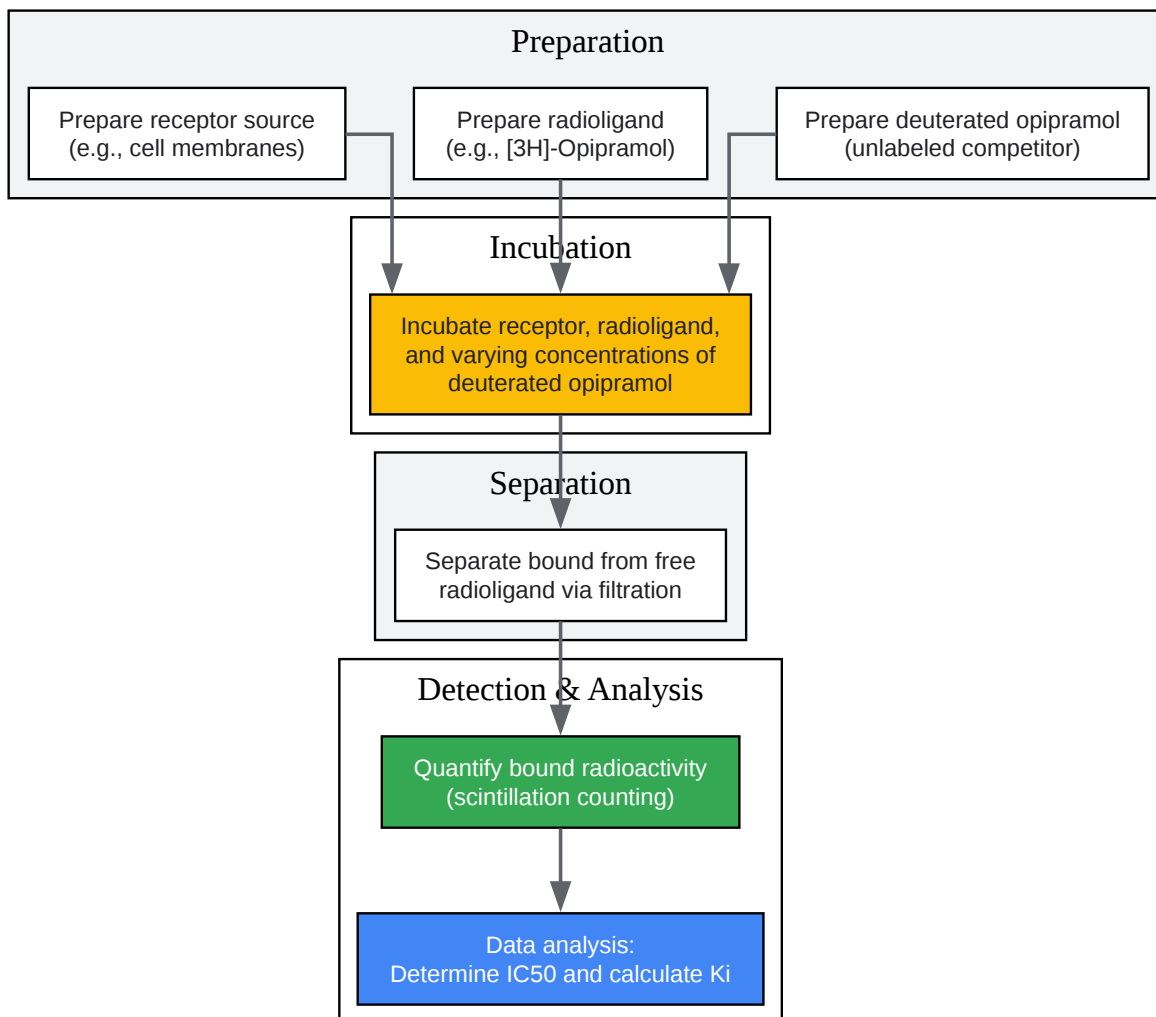 Preparation
Prepare receptor source
(e.g., cell membranes)
Prepare radioligand
(e.g., [3H]-Opipramol)
Prepare deuterated opipramol
(unlabeled competitor)
Incubation
Incubate receptor, radioligand,
and varying concentrations of
deuterated opipramol
Separation
Separate bound from free
radioligand via filtration
Detection & Analysis
Quantify bound radioactivity
(scintillation counting)
Data analysis:
Determine IC50 and calculate Ki